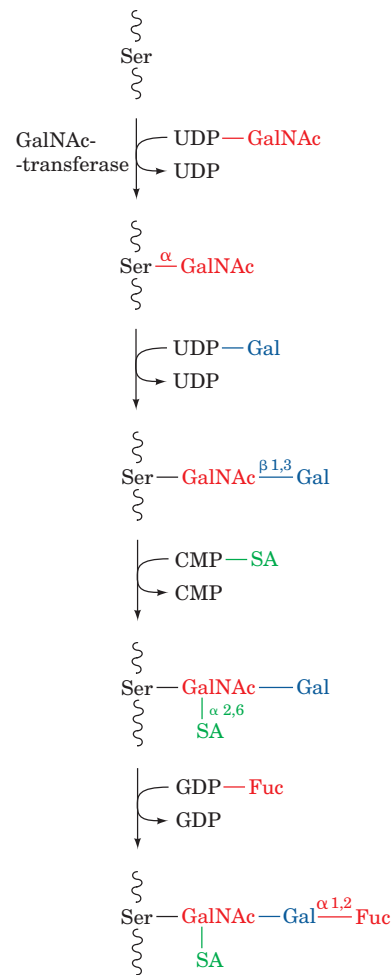 Ser
GalNAc-
-transferase
UDP—GalNAc
UDP
Ser—α—GalNAc
UDP—Gal
UDP
β 1,3
Ser—GalNAc—Gal
CMP—SA
CMP
Ser—GalNAc—Gal
α 2,6
SA
GDP—Fuc
GDP
α 1,2
Ser—GalNAc—Gal—Fuc
SA